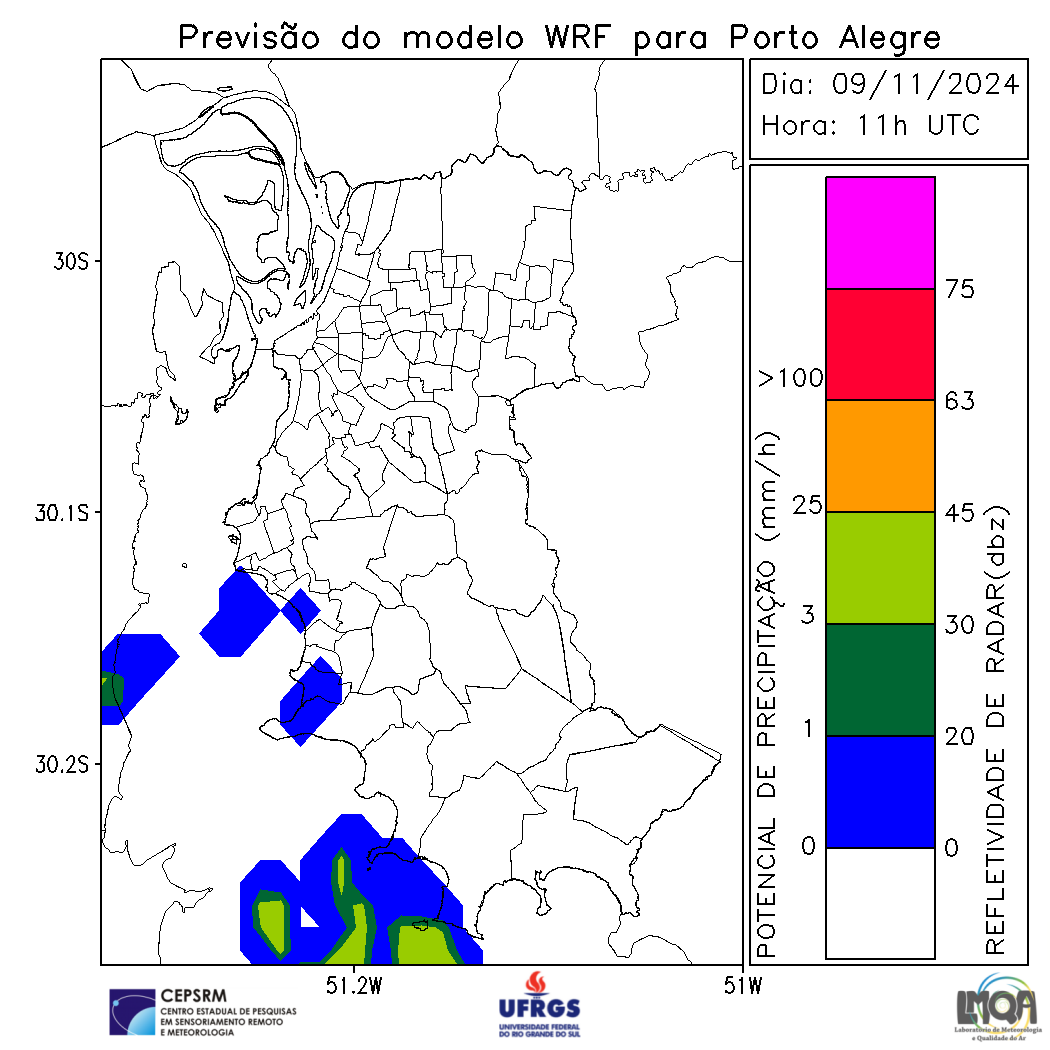 Previsão do modelo WRF para Porto Alegre
Dia: 09/11/2024
Hora: 11h UTC
30S
30.1S
30.2S
51.2W
51W
POTENCIAL DE PRECIPITAÇÃO (mm/h)
>100
25
3
1
0
75
63
45
30
20
0
REFLETIVIDADE DE RADAR(dbz)
CEPSRM
CENTRO ESTADUAL DE PESQUISAS
EM SENSORIAMENTO REMOTO
E METEOROLOGIA
UFRGS
UNIVERSIDADE FEDERAL
DO RIO GRANDE DO SUL
LMQA
Laboratório de Meteorologia
e Qualidade do Ar